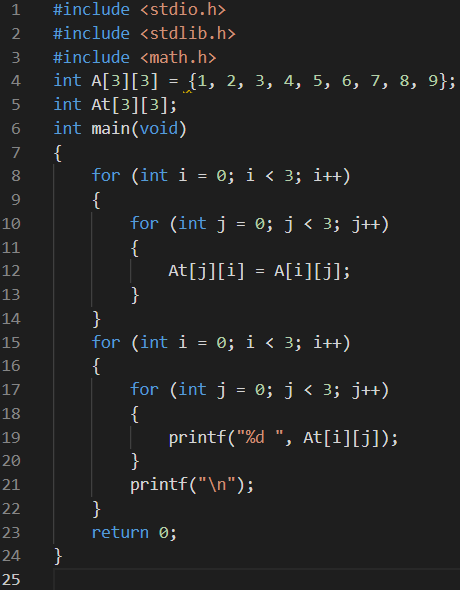 1 #include <stdio.h>
2 #include <stdlib.h>
3 #include <math.h>
4 int A[3][3] = {1, 2, 3, 4, 5, 6, 7, 8, 9};
5 int At[3][3];
6 int main(void)
7 {
8     for (int i = 0; i < 3; i++)
9     {
10         for (int j = 0; j < 3; j++)
11         {
12             At[j][i] = A[i][j];
13         }
14     }
15     for (int i = 0; i < 3; i++)
16     {
17         for (int j = 0; j < 3; j++)
18         {
19             printf("%d ", At[i][j]);
20         }
21         printf("\n");
22     }
23     return 0;
24 }
25